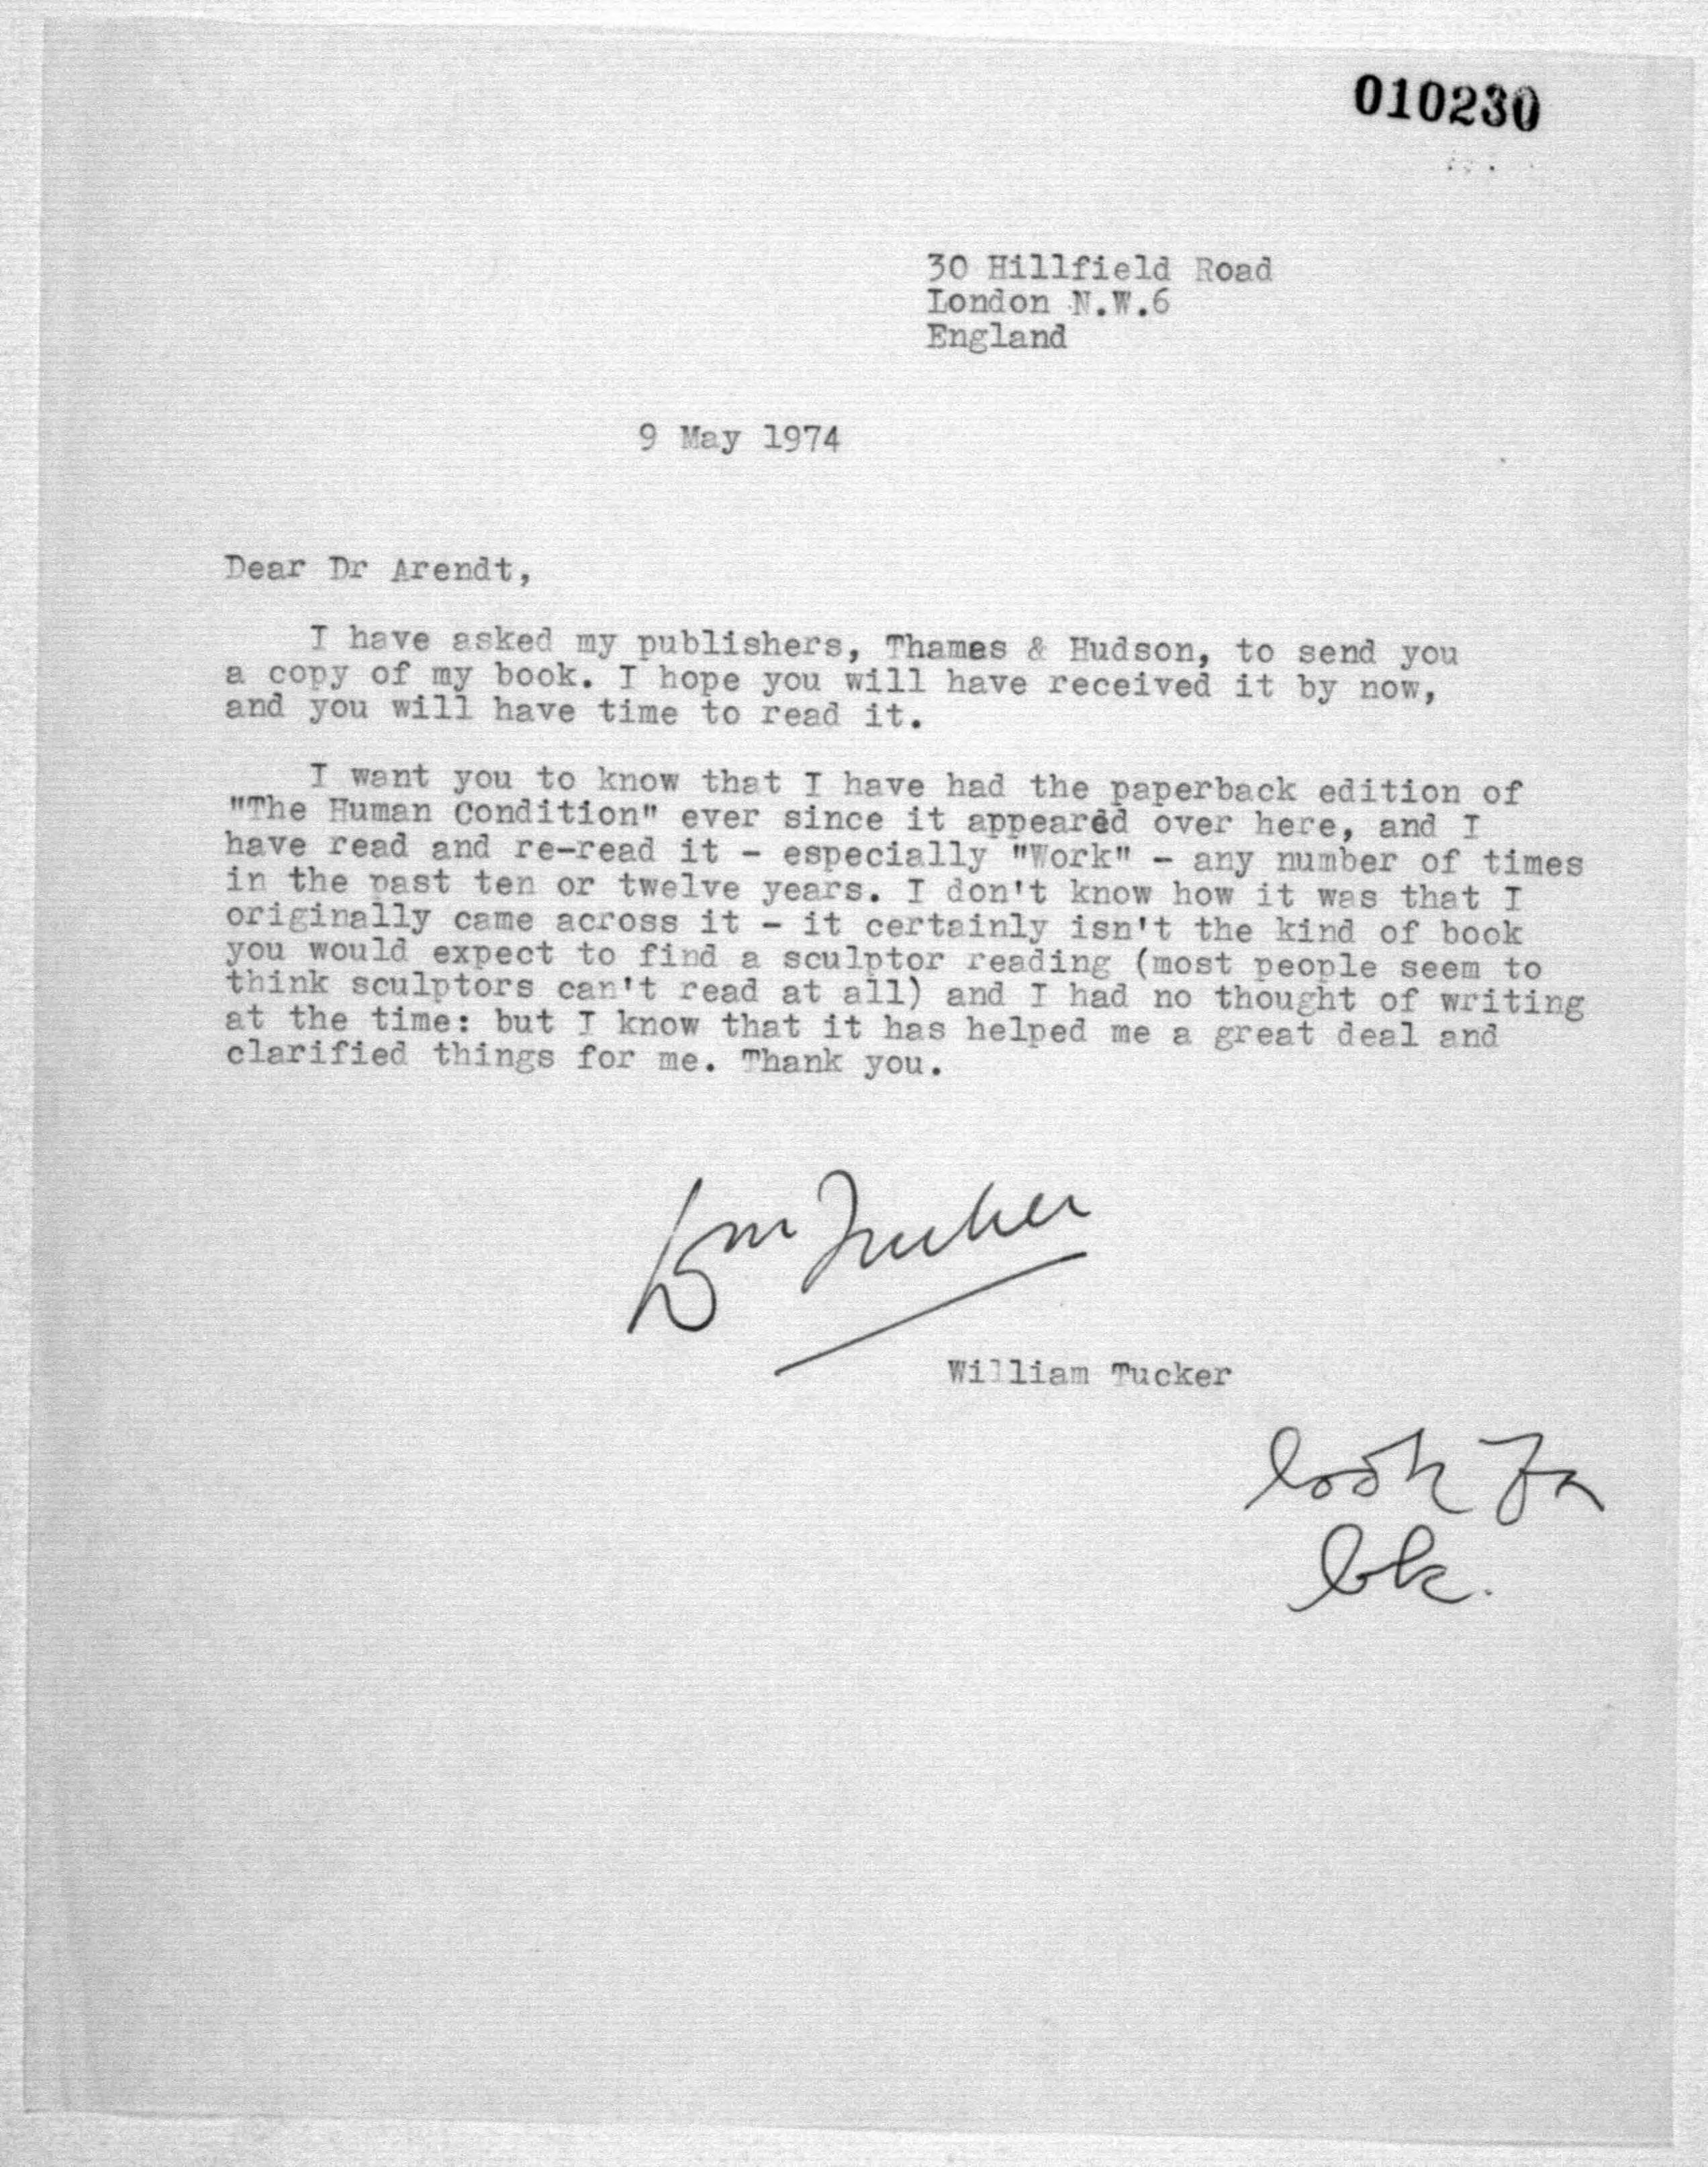 010230
30 Hillfield Road
London N.W.6
England
9 May 1974
Dear Dr Arendt,
I have asked my publishers, Thames & Hudson, to send you
a copy of my book. I hope you will have received it by now,
and you will have time to read it.
I want you to know that I have had the paperback edition of
"The Human Condition" ever since it appeared over here, and I
have read and re-read it - especially "Work" - any number of times
in the past ten or twelve years. I don't know how it was that I
originally came across it - it certainly isn't the kind of book
you would expect to find a sculptor reading (most people seem to
think sculptors can't read at all) and I had no thought of writing
at the time: but I know that it has helped me a great deal and
clarified things for me. Thank you.
Wm Tucker
William Tucker
look for
bk.